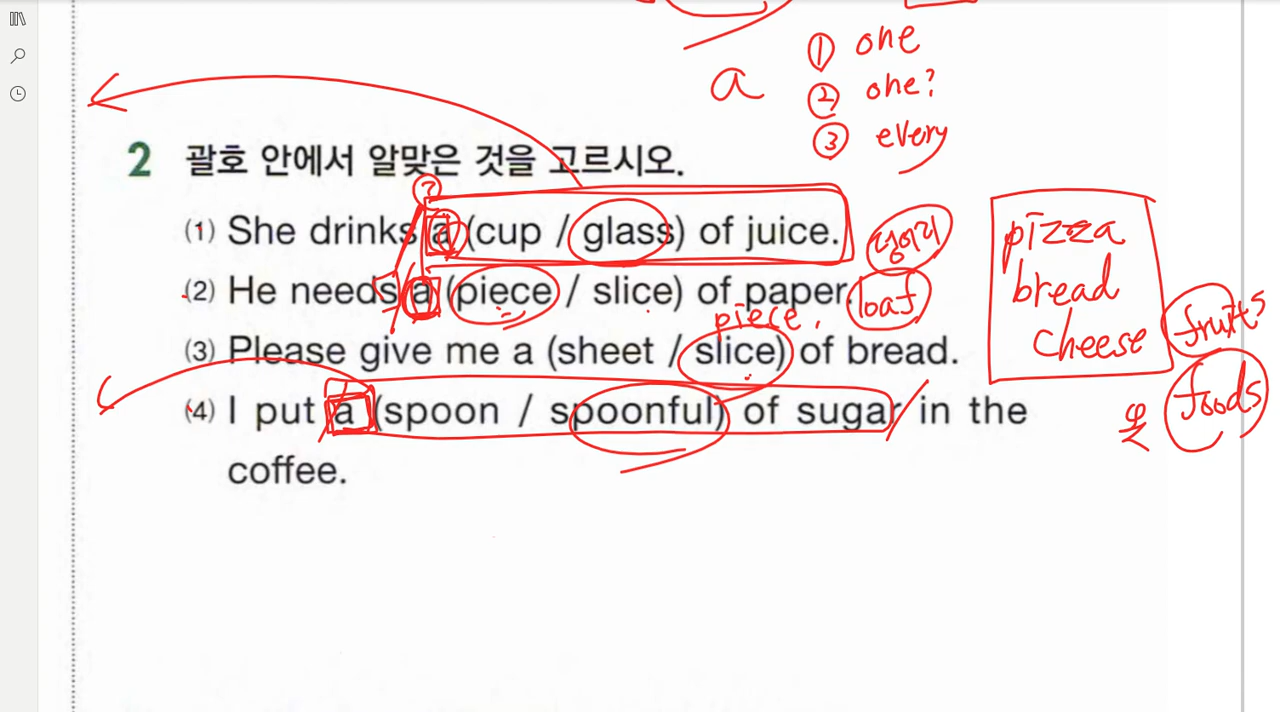 ① one
a ② one?
③ every
2 괄호 안에서 알맞은 것을 고르시오.
?
(1) She drinks a (cup / glass) of juice. 덩어리
(2) He needs a (piece / slice) of paper. loaf
piece.
(3) Please give me a (sheet / slice) of bread.
(4) I put a (spoon / spoonful) of sugar in the
coffee.
pizza
bread
cheese
fruits
foods